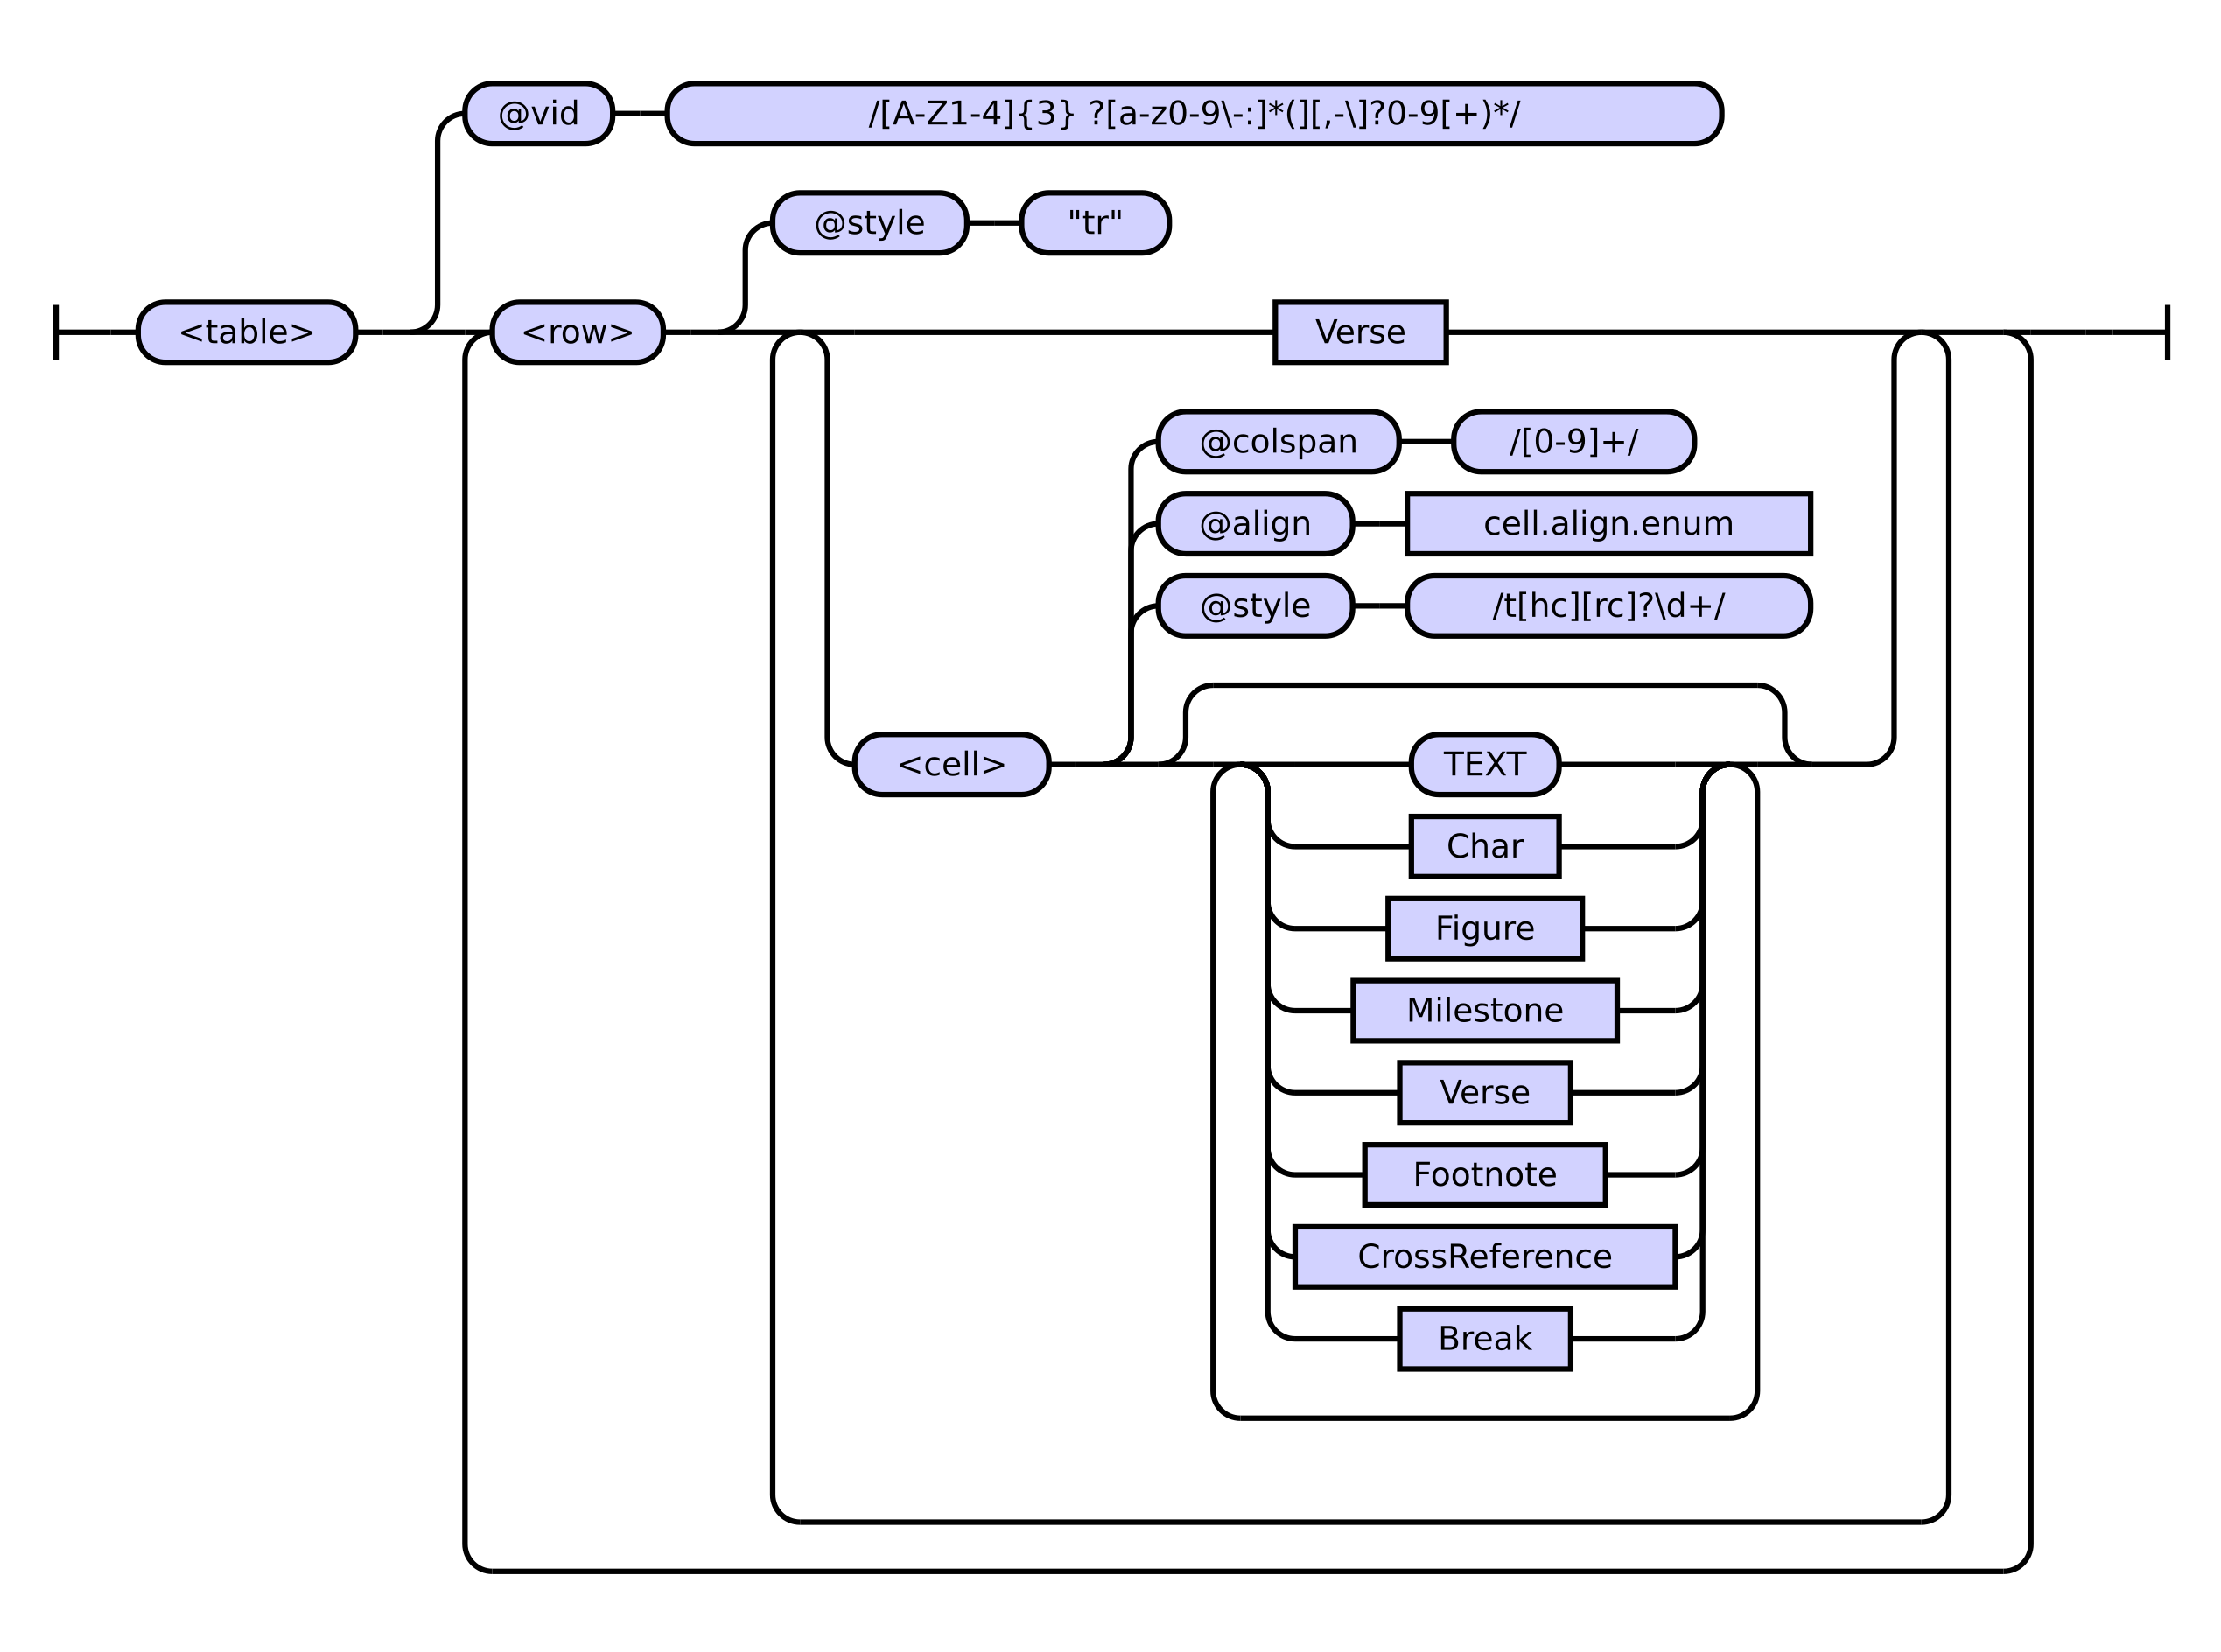 @vid
/[A-Z1-4]{3} ?[a-z0-9\-:]*(][,-\]?0-9[+)*/
@style
"tr"
<table>
<row>
Verse
@colspan
/[0-9]+/
@align
cell.align.enum
@style
/t[hc][rc]?\d+/
<cell>
TEXT
Char
Figure
Milestone
Verse
Footnote
CrossReference
Break